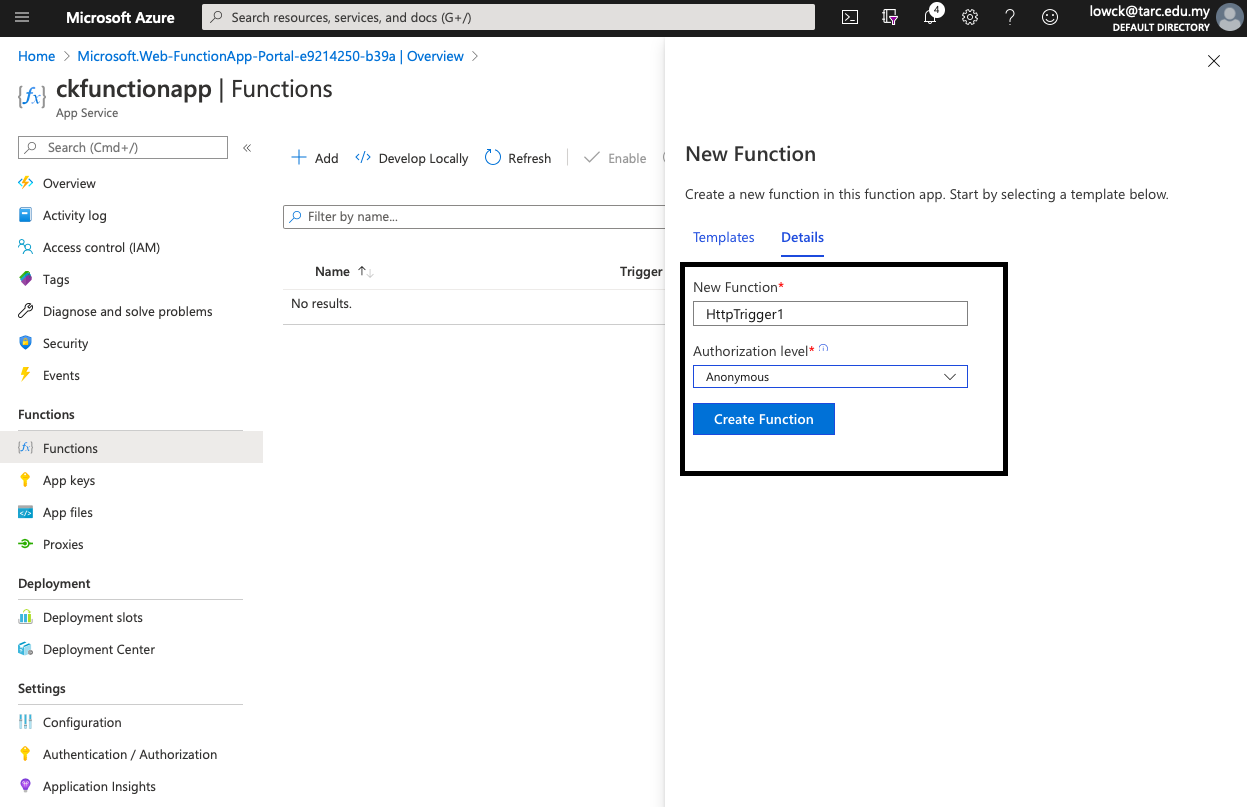 Microsoft Azure
Search resources, services, and docs (G+/)
4
lowck@tarc.edu.my
DEFAULT DIRECTORY
Home > Microsoft.Web-FunctionApp-Portal-e9214250-b39a | Overview >
ckfunctionapp | Functions
App Service
Search (Cmd+/)
«
Overview
Activity log
Access control (IAM)
Tags
Diagnose and solve problems
Security
Events
Functions
Functions
App keys
App files
Proxies
Deployment
Deployment slots
Deployment Center
Settings
Configuration
Authentication / Authorization
Application Insights
Add
Develop Locally
Refresh
Enable
Filter by name...
Name ↑↓
Trigger
No results.
New Function
Create a new function in this function app. Start by selecting a template below.
Templates
Details
New Function*
HttpTrigger1
Authorization level*
Anonymous
Create Function